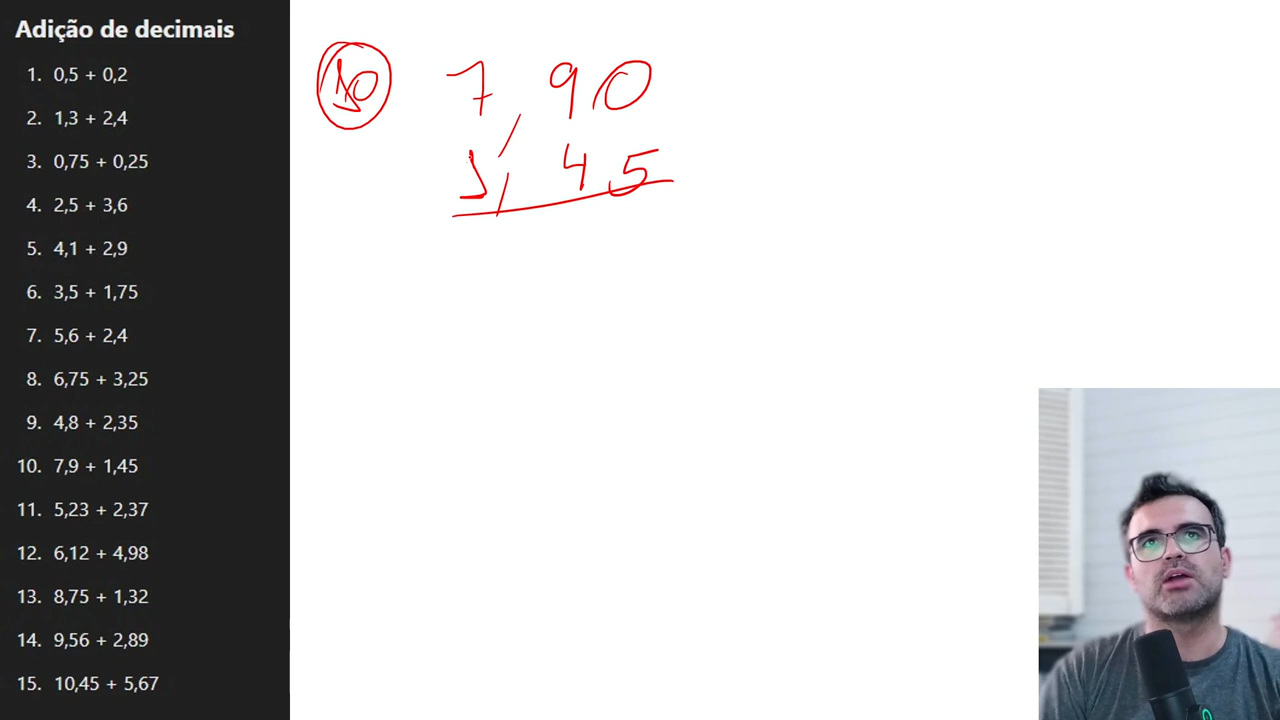 Adição de decimais
1. 0,5 + 0,2
2. 1,3 + 2,4
3. 0,75 + 0,25
4. 2,5 + 3,6
5. 4,1 + 2,9
6. 3,5 + 1,75
7. 5,6 + 2,4
8. 6,75 + 3,25
9. 4,8 + 2,35
10. 7,9 + 1,45
11. 5,23 + 2,37
12. 6,12 + 4,98
13. 8,75 + 1,32
14. 9,56 + 2,89
15. 10,45 + 5,67
10
7,90
1,45